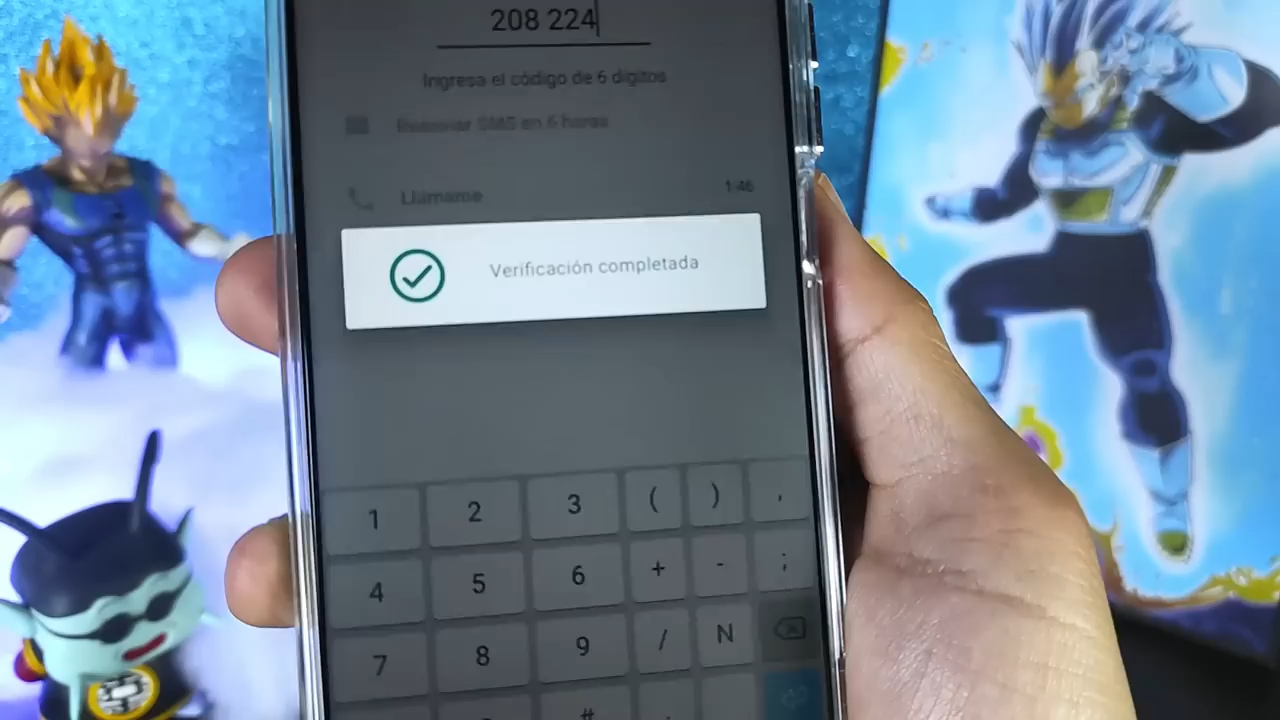 208 224
Ingresa el código de 6 dígitos
Reenviar SMS en 6 horas
Llámame
1:46
Verificación completada
1 2 3 ( ) ,
4 5 6 + - ;
7 8 9 / N
#